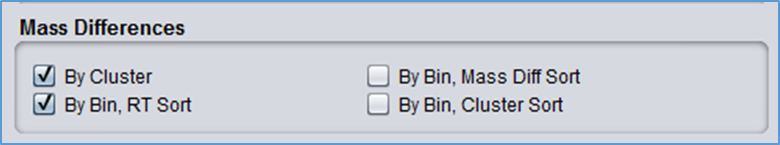 Mass Differences
By Cluster By Bin, Mass Diff Sort
By Bin, RT Sort By Bin, Cluster Sort